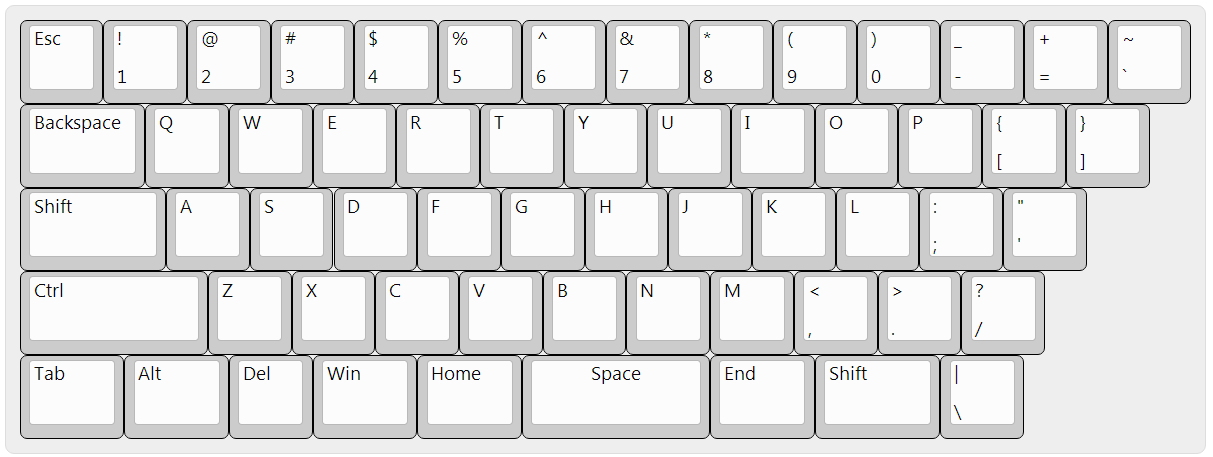 Esc ! @ # $ % ^ & * ( ) _ + ~
1 2 3 4 5 6 7 8 9 0 - = `
Backspace Q W E R T Y U I O P { }
[ ]
Shift A S D F G H J K L : "
; '
Ctrl Z X C V B N M < > ?
, . /
Tab Alt Del Win Home Space End Shift |
\